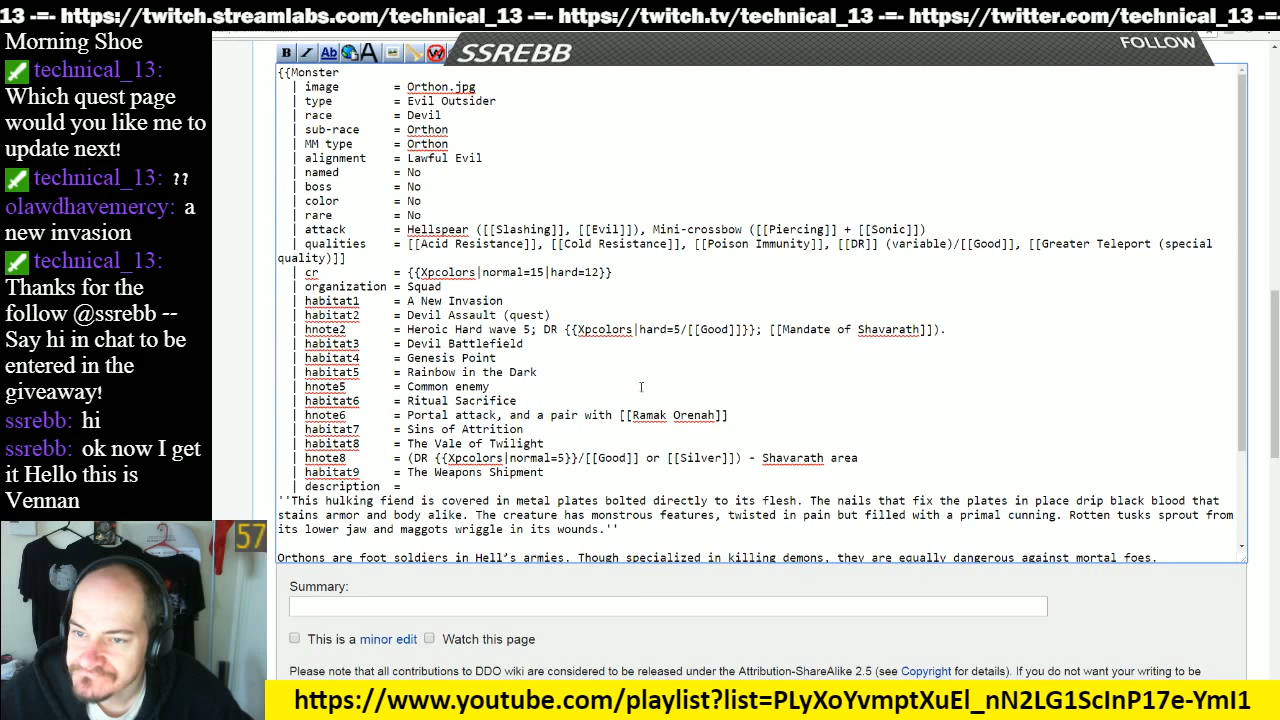 13 -=- https://twitch.streamlabs.com/technical_13 -=- https://twitch.tv/technical_13 -=- https://twitter.com/technical_13 -=-
Morning Shoe
technical_13:
Which quest page
would you like me to
update next!
technical_13: ??
olawdhavemercy: a
new invasion
technical_13:
Thanks for the
follow @ssrebb --
Say hi in chat to be
entered in the
giveaway!
ssrebb: hi
ssrebb: ok now I get
it Hello this is
Vennan
57
B I Ab A W
SSREBB
FOLLOW
{{Monster
| image = Orthon.jpg
| type = Evil Outsider
| race = Devil
| sub-race = Orthon
| MM type = Orthon
| alignment = Lawful Evil
| named = No
| boss = No
| color = No
| rare = No
| attack = Hellspear ([[Slashing]], [[Evil]]), Mini-crossbow ([[Piercing]] + [[Sonic]])
| qualities = [[Acid Resistance]], [[Cold Resistance]], [[Poison Immunity]], [[DR]] (variable)/[[Good]], [[Greater Teleport (special
quality)]]
| cr = {{Xpcolors|normal=15|hard=12}}
| organization = Squad
| habitat1 = A New Invasion
| habitat2 = Devil Assault (quest)
| hnote2 = Heroic Hard wave 5; DR {{Xpcolors|hard=5/[[Good]]}}; [[Mandate of Shavarath]]).
| habitat3 = Devil Battlefield
| habitat4 = Genesis Point
| habitat5 = Rainbow in the Dark
| hnote5 = Common enemy
| habitat6 = Ritual Sacrifice
| hnote6 = Portal attack, and a pair with [[Ramak Orenah]]
| habitat7 = Sins of Attrition
| habitat8 = The Vale of Twilight
| hnote8 = (DR {{Xpcolors|normal=5}}/[[Good]] or [[Silver]]) - Shavarath area
| habitat9 = The Weapons Shipment
| description =
''This hulking fiend is covered in metal plates bolted directly to its flesh. The nails that fix the plates in place drip black blood that
stains armor and body alike. The creature has monstrous features, twisted in pain but filled with a primal cunning. Rotten tusks sprout from
its lower jaw and maggots wriggle in its wounds.''
Orthons are foot soldiers in Hell's armies. Though specialized in killing demons, they are equally dangerous against mortal foes.
Summary:
This is a minor edit Watch this page
Please note that all contributions to DDO wiki are considered to be released under the Attribution-ShareAlike 2.5 (see Copyright for details). If you do not want your writing to be
https://www.youtube.com/playlist?list=PLyXoYvmptXuEl_nN2LG1ScInP17e-YmI1